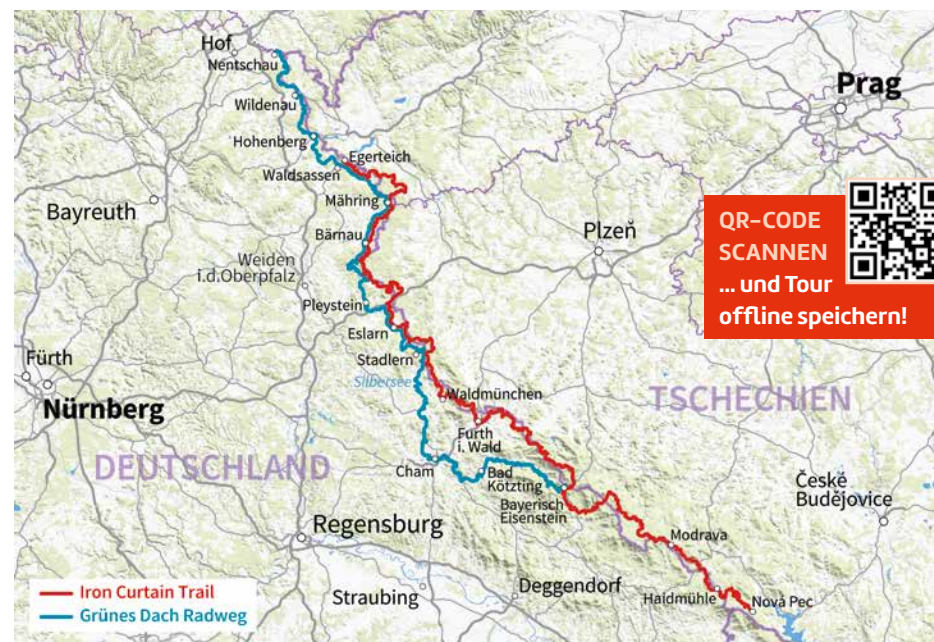 Hof
Nentschau
Prag
Wildenau
Hohenberg
Egerteich
Waldsassen
Mähring
Bayreuth
Bärnau
Plzeň
QR-CODE
SCANNEN
... und Tour
offline speichern!
Weiden
i.d.Oberpfalz
Pleystein
Eslarn
Fürth
Stadlern
Silbersee
Waldmünchen
TSCHECHIEN
Nürnberg
Furth
i. Wald
DEUTSCHLAND
Cham
Bad
Kötzting
České
Budějovice
Bayerisch
Eisenstein
Regensburg
Modrava
Deggendorf
Haidmühle
Nová Pec
Straubing
Iron Curtain Trail
Grünes Dach Radweg